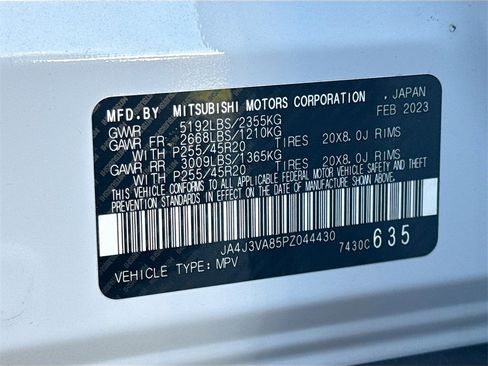 MFD.BY MITSUBISHI MOTORS CORPORATION , JAPAN
GWVR 5192LBS/2355KG FEB 2023
GAWR FR. 2668LBS/1210KG
WITH P255/45R20 TIRES 20X8.0J RIMS
GAWR RR 3009LBS/1365KG
WITH P255/45R20 TIRES 20X8.0J RIMS
THIS VEHICLE CONFORMS TO ALL APPLICABLE FEDERAL MOTOR VEHICLE SAFETY AND
THEFT PREVENTION STANDARDS IN EFFECT ON THE DATE OF MANUFACTURE SHOWN ABOVE.
JA4J3VA85PZ044430 7430C 635
VEHICLE TYPE: MPV